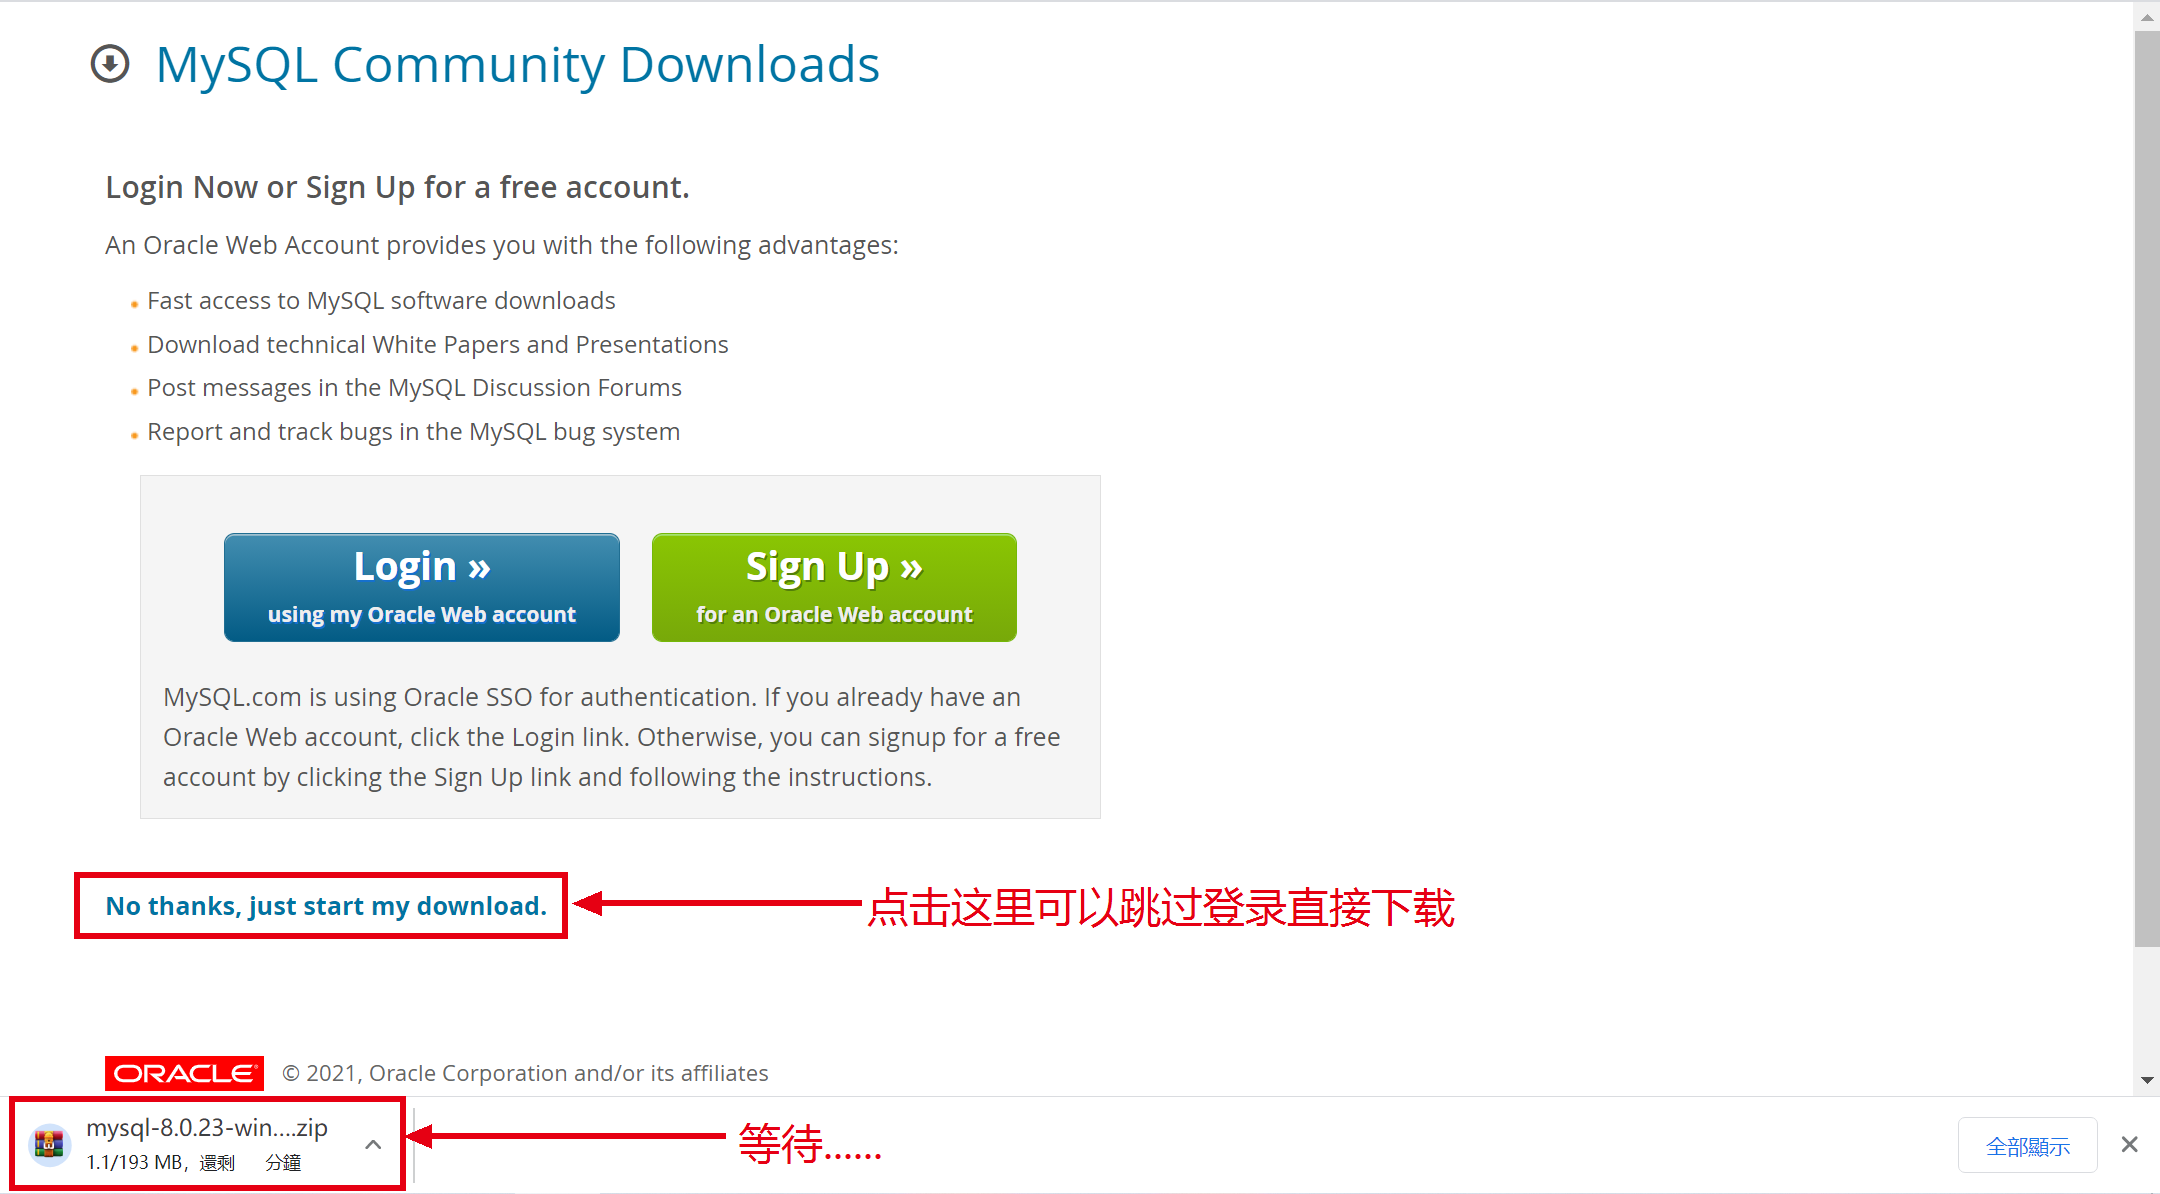 MySQL Community Downloads
Login Now or Sign Up for a free account.
An Oracle Web Account provides you with the following advantages:
Fast access to MySQL software downloads
Download technical White Papers and Presentations
Post messages in the MySQL Discussion Forums
Report and track bugs in the MySQL bug system
Login »
using my Oracle Web account
Sign Up »
for an Oracle Web account
MySQL.com is using Oracle SSO for authentication. If you already have an
Oracle Web account, click the Login link. Otherwise, you can signup for a free
account by clicking the Sign Up link and following the instructions.
No thanks, just start my download.
点击这里可以跳过登录直接下载
ORACLE © 2021, Oracle Corporation and/or its affiliates
mysql-8.0.23-win....zip
1.1/193 MB，還剩 分鐘
等待......
全部顯示